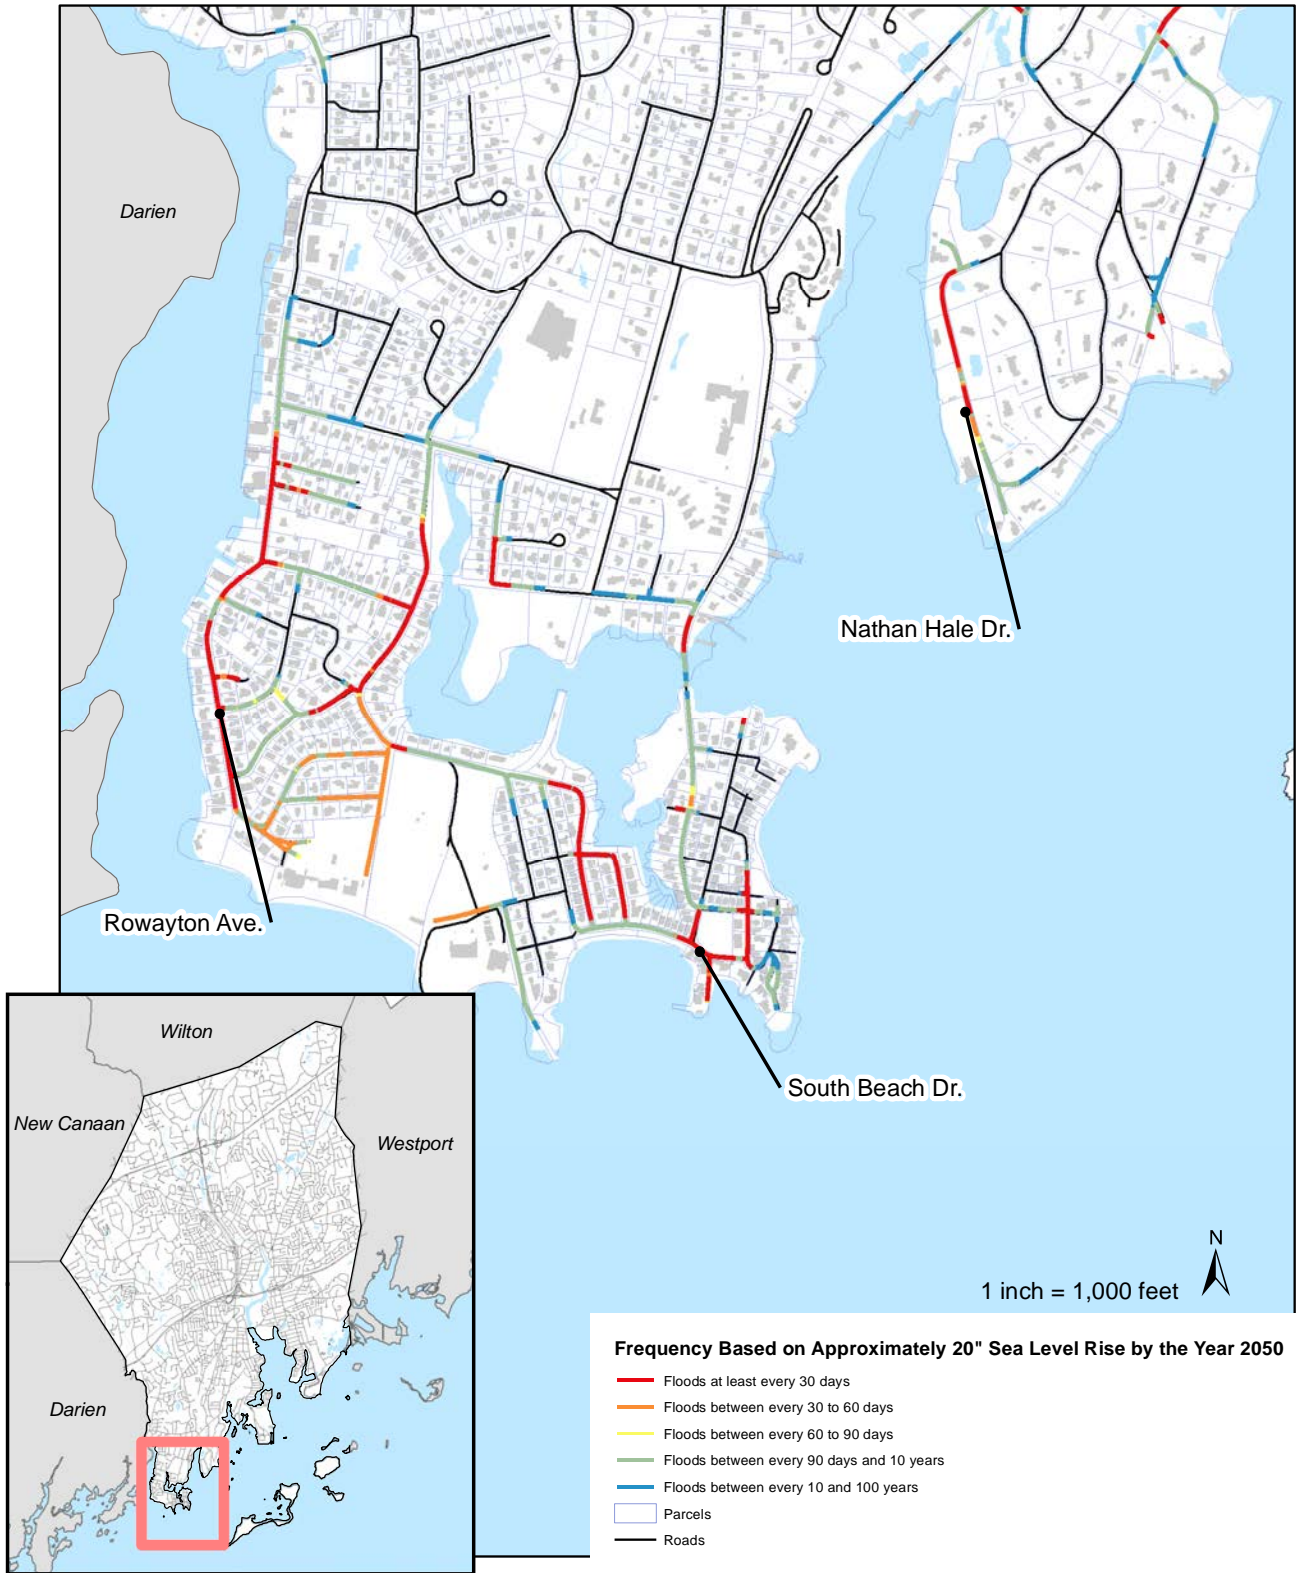 Darien
Nathan Hale Dr.
Rowayton Ave.
South Beach Dr.
Wilton
New Canaan
Westport
Darien
N
1 inch = 1,000 feet
Frequency Based on Approximately 20" Sea Level Rise by the Year 2050
Floods at least every 30 days
Floods between every 30 to 60 days
Floods between every 60 to 90 days
Floods between every 90 days and 10 years
Floods between every 10 and 100 years
Parcels
Roads